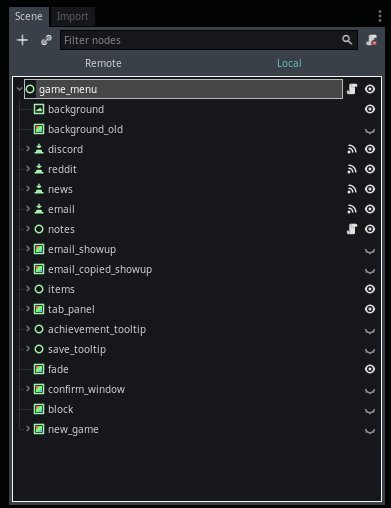 Scene Import
Filter nodes
Remote Local
game_menu
background
background_old
discord
reddit
news
email
notes
email_showup
email_copied_showup
items
tab_panel
achievement_tooltip
save_tooltip
fade
confirm_window
block
new_game